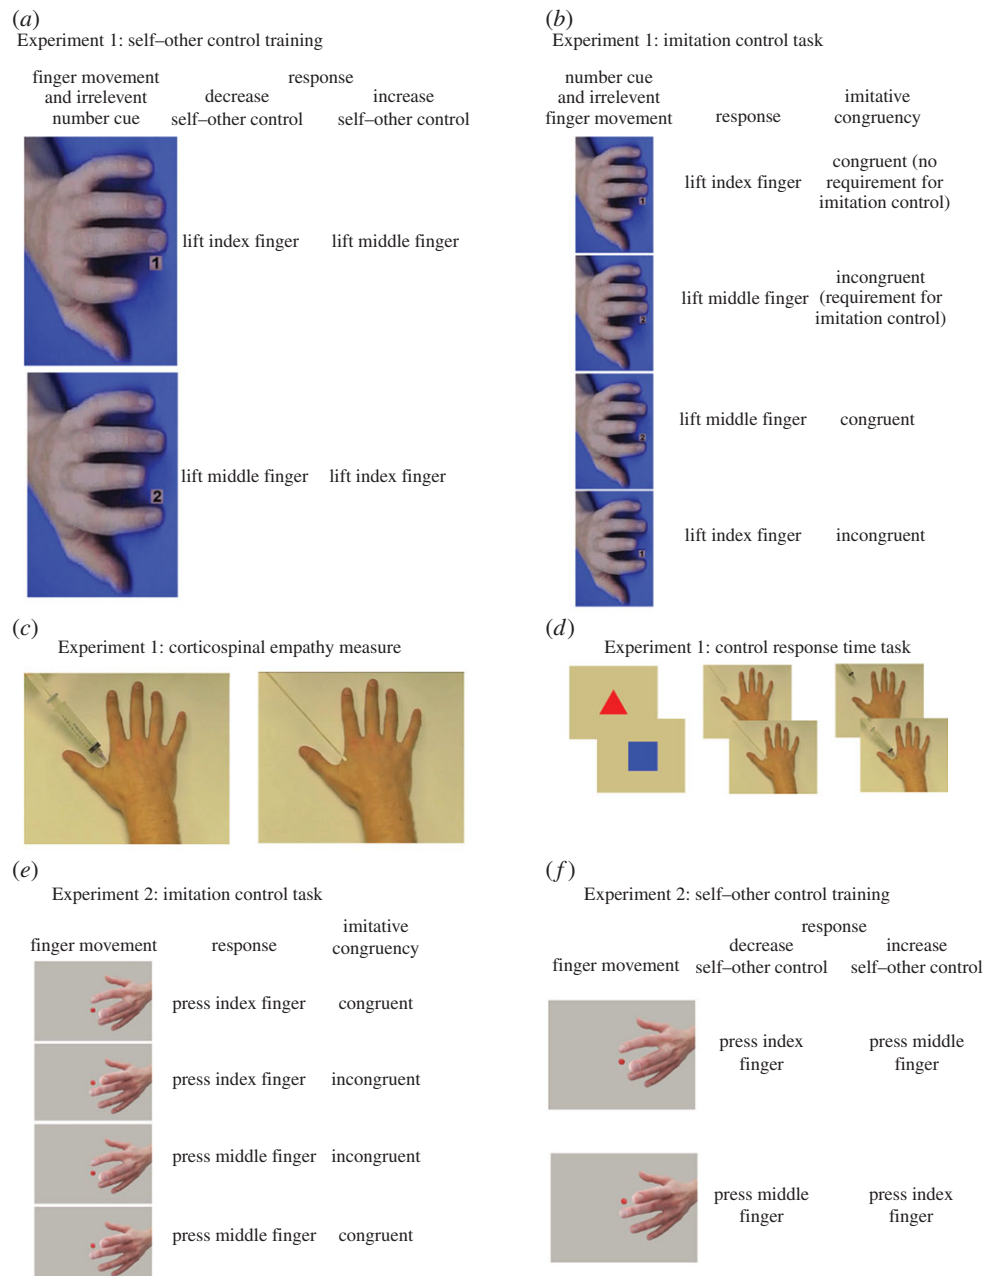 (a)
Experiment 1: self–other control training
finger movement
and irrelevent
number cue
response
decrease
self–other control
increase
self–other control
1
lift index finger
lift middle finger
2
lift middle finger
lift index finger
(b)
Experiment 1: imitation control task
number cue
and irrelevent
finger movement
response
imitative
congruency
1
lift index finger
congruent (no
requirement for
imitation control)
2
lift middle finger
incongruent
(requirement for
imitation control)
2
lift middle finger
congruent
1
lift index finger
incongruent
(c)
Experiment 1: corticospinal empathy measure
(d)
Experiment 1: control response time task
(e)
Experiment 2: imitation control task
finger movement
response
imitative
congruency
press index finger
congruent
press index finger
incongruent
press middle finger
incongruent
press middle finger
congruent
(f)
Experiment 2: self–other control training
finger movement
response
decrease
self–other control
increase
self–other control
press index
finger
press middle
finger
press middle
finger
press index
finger